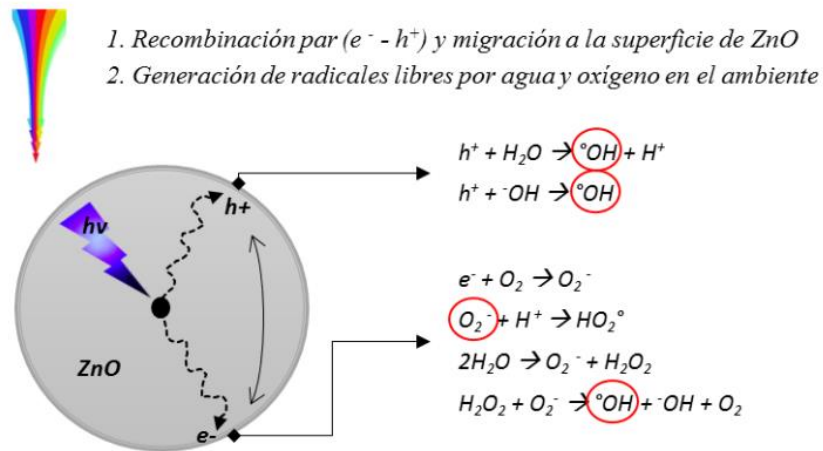 1. Recombinación par (e⁻ - h⁺) y migración a la superficie de ZnO
2. Generación de radicales libres por agua y oxígeno en el ambiente
h⁺ + H₂O → °OH + H⁺
h⁺ + ⁻OH → °OH
h+
hν
e⁻ + O₂ → O₂⁻
O₂⁻ + H⁺ → HO₂°
ZnO
2H₂O → O₂⁻ + H₂O₂
H₂O₂ + O₂⁻ → °OH + ⁻OH + O₂
e-